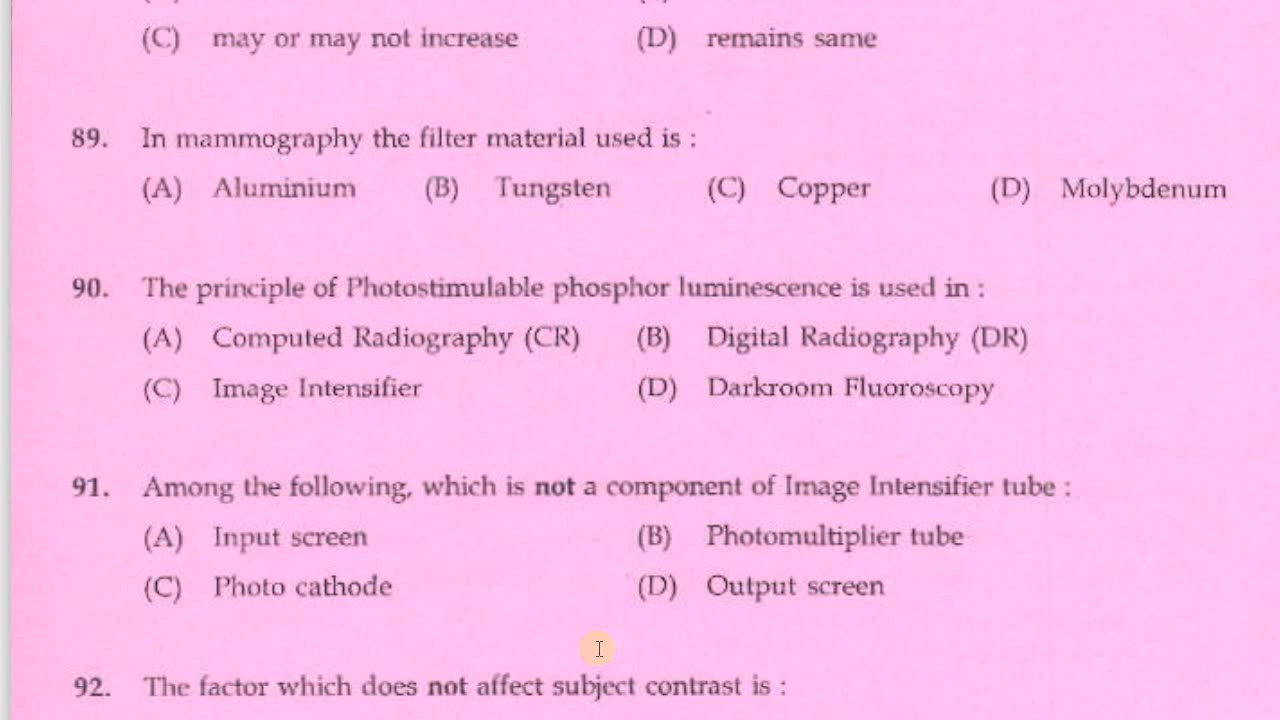 (C) may or may not increase (D) remains same
89. In mammography the filter material used is :
(A) Aluminium (B) Tungsten (C) Copper (D) Molybdenum
90. The principle of Photostimulable phosphor luminescence is used in :
(A) Computed Radiography (CR) (B) Digital Radiography (DR)
(C) Image Intensifier (D) Darkroom Fluoroscopy
91. Among the following, which is not a component of Image Intensifier tube :
(A) Input screen (B) Photomultiplier tube
(C) Photo cathode (D) Output screen
92. The factor which does not affect subject contrast is :